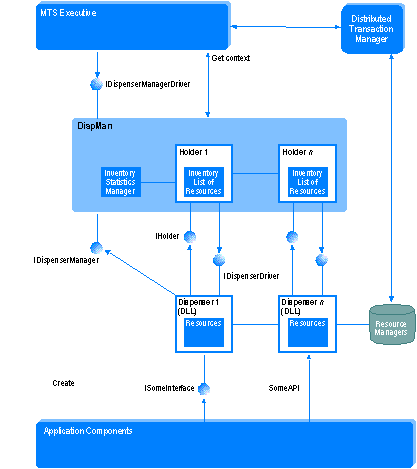 MTS Executive
Distributed
Transaction
Manager
Get context
IDispenserManagerDriver
DispMan
Holder 1
Holder n
Inventory
Statistics
Manager
Inventory
List of
Resources
Inventory
List of
Resources
IHolder
IDispenserManager
IDispenserDriver
Dispenser 1
(DLL)
Resources
Dispenser n
(DLL)
Resources
Resource
Managers
Create
ISomeInterface
SomeAPI
Application Components